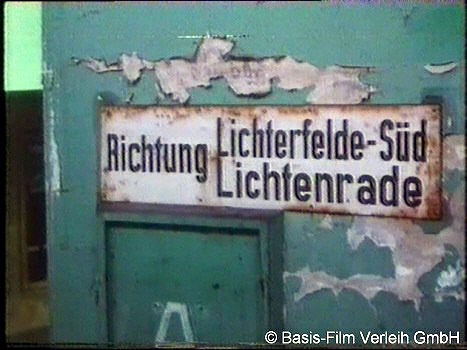 Richtung Lichterfelde-Süd
Lichtenrade
A
© Basis-Film Verleih GmbH